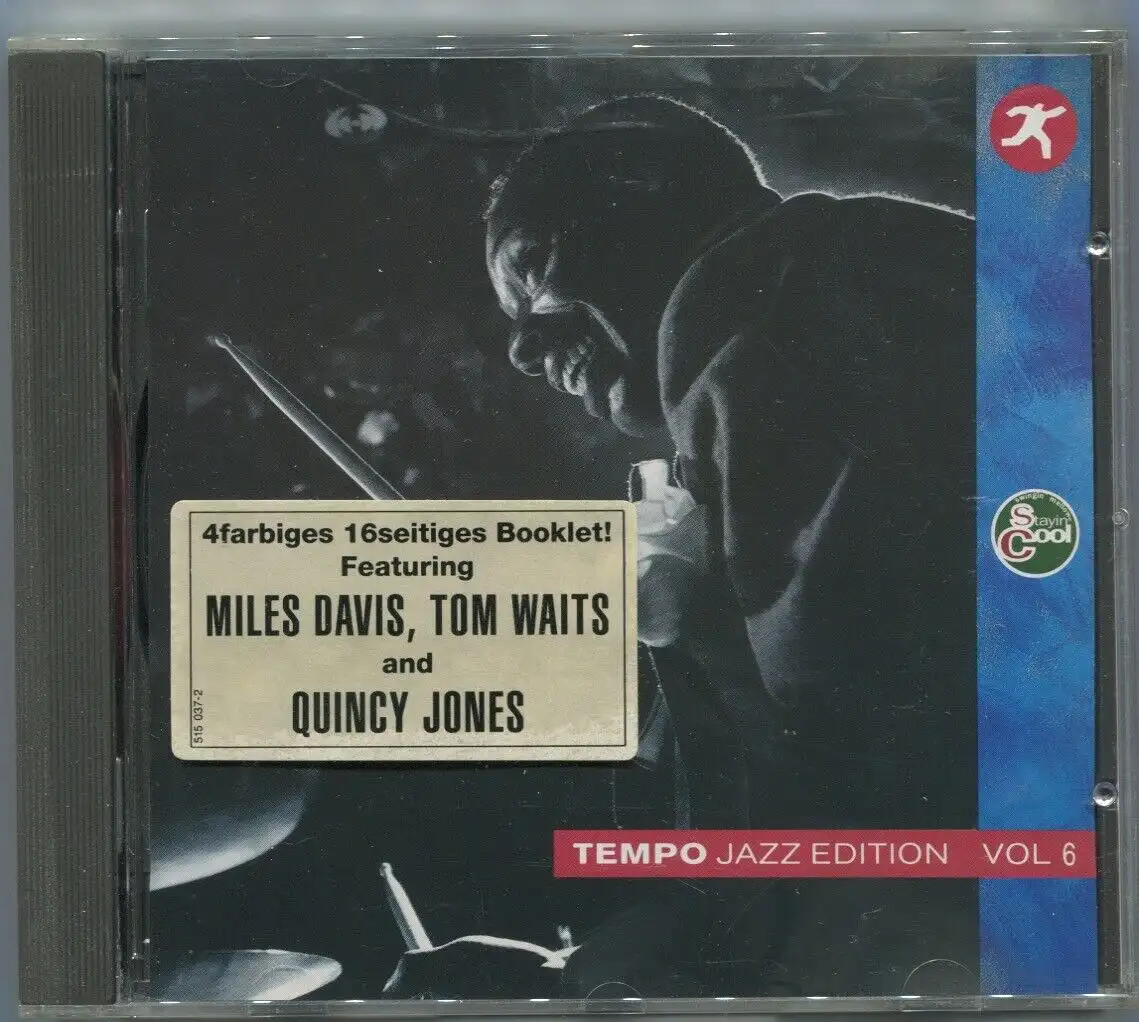 4farbiges 16seitiges Booklet!
Featuring
MILES DAVIS, TOM WAITS
and
QUINCY JONES
515 037-2
swingin'
Stayin'
Cool
TEMPO JAZZ EDITION VOL 6